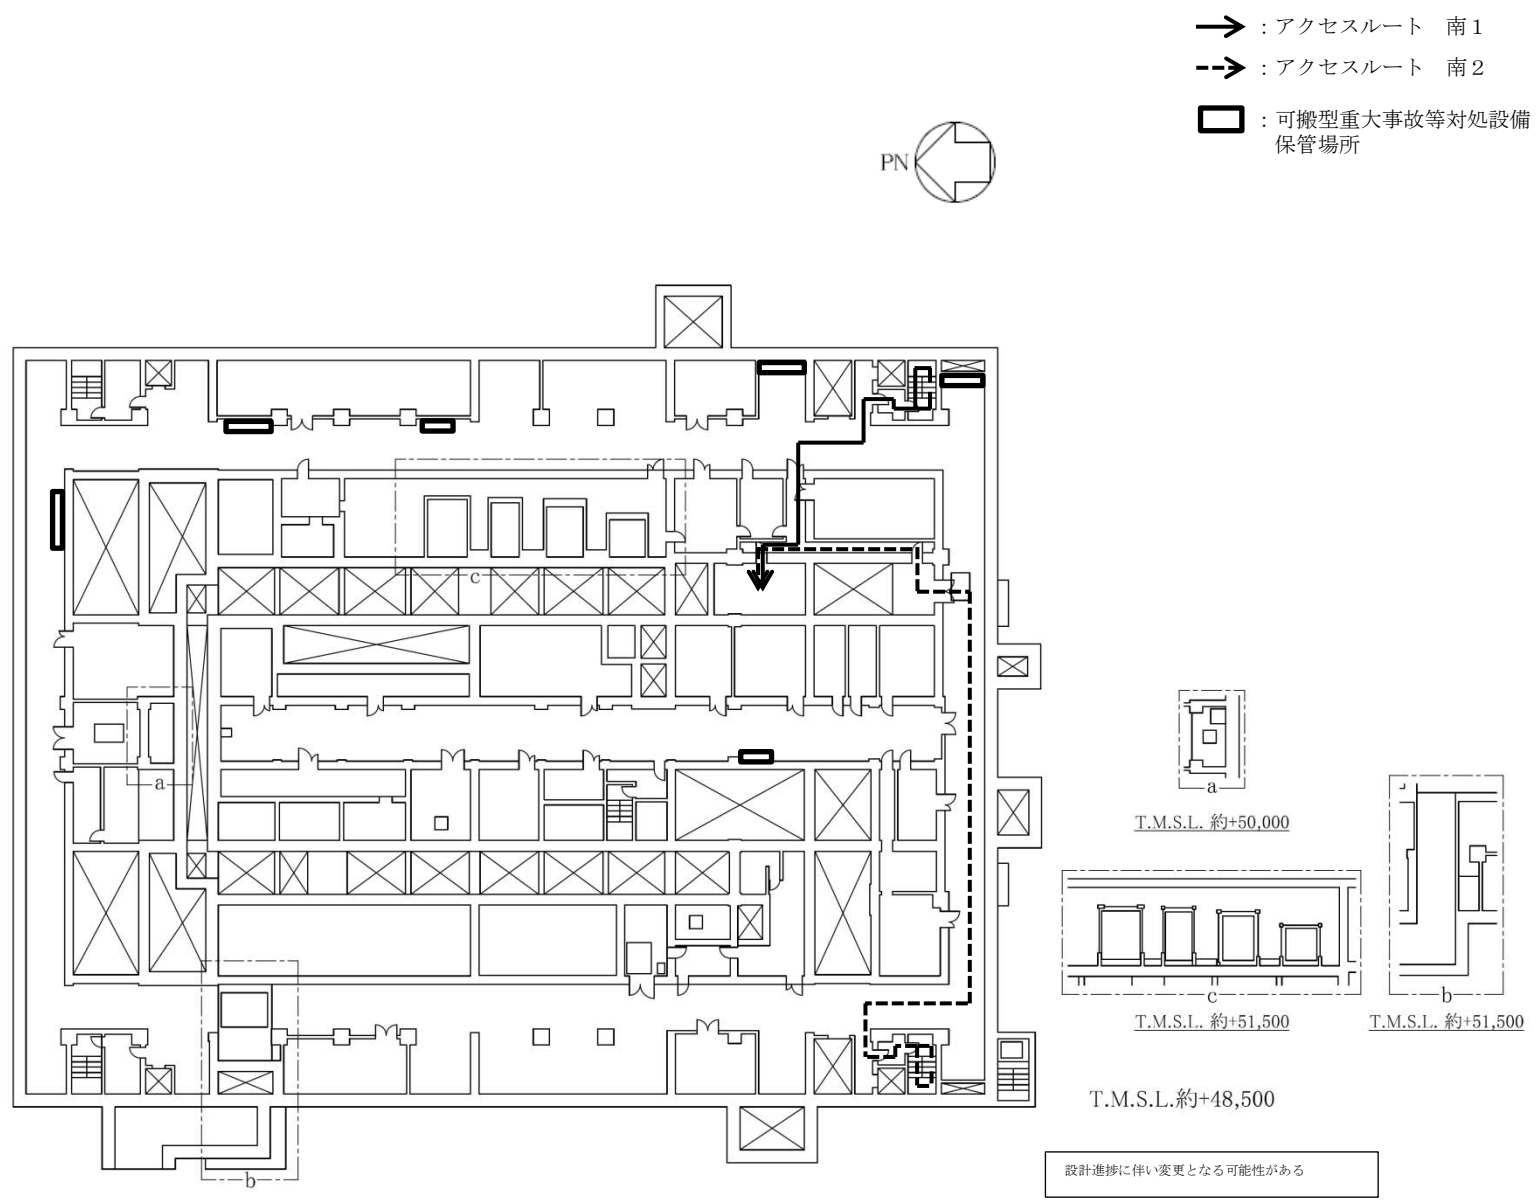 ：アクセスルート　南１
：アクセスルート　南２
：可搬型重大事故等対処設備
保管場所
PN
c
a
b
a
T.M.S.L. 約+50,000
c
T.M.S.L. 約+51,500
b
T.M.S.L. 約+51,500
T.M.S.L.約+48,500
設計進捗に伴い変更となる可能性がある